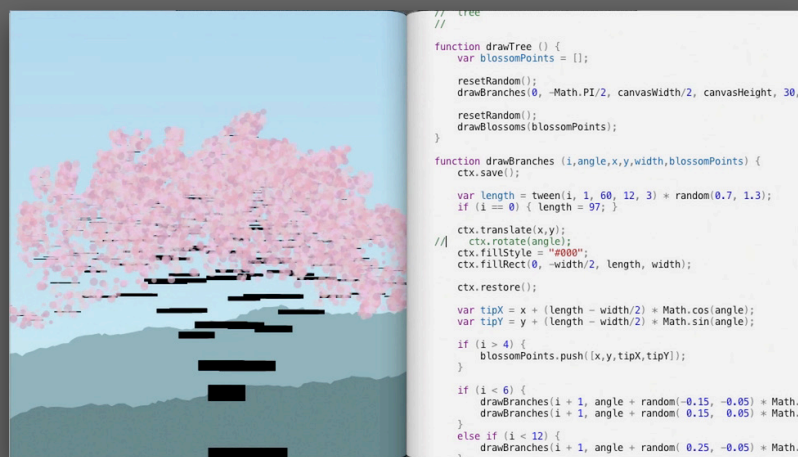 // Tree
//
function drawTree () {
var blossomPoints = [];
resetRandom();
drawBranches(0, -Math.PI/2, canvasWidth/2, canvasHeight, 30,
resetRandom();
drawBlossoms(blossomPoints);
}
function drawBranches (i,angle,x,y,width,blossomPoints) {
ctx.save();
var length = tween(i, 1, 60, 12, 3) * random(0.7, 1.3);
if (i == 0) { length = 97; }
ctx.translate(x,y);
// ctx.rotate(angle);
ctx.fillStyle = "#000";
ctx.fillRect(0, -width/2, length, width);
ctx.restore();
var tipX = x + (length - width/2) * Math.cos(angle);
var tipY = y + (length - width/2) * Math.sin(angle);
if (i > 4) {
blossomPoints.push([x,y,tipX,tipY]);
}
if (i < 6) {
drawBranches(i + 1, angle + random(-0.15, -0.05) * Math.
drawBranches(i + 1, angle + random( 0.15,  0.05) * Math.
}
else if (i < 12) {
drawBranches(i + 1, angle + random( 0.25, -0.05) * Math.